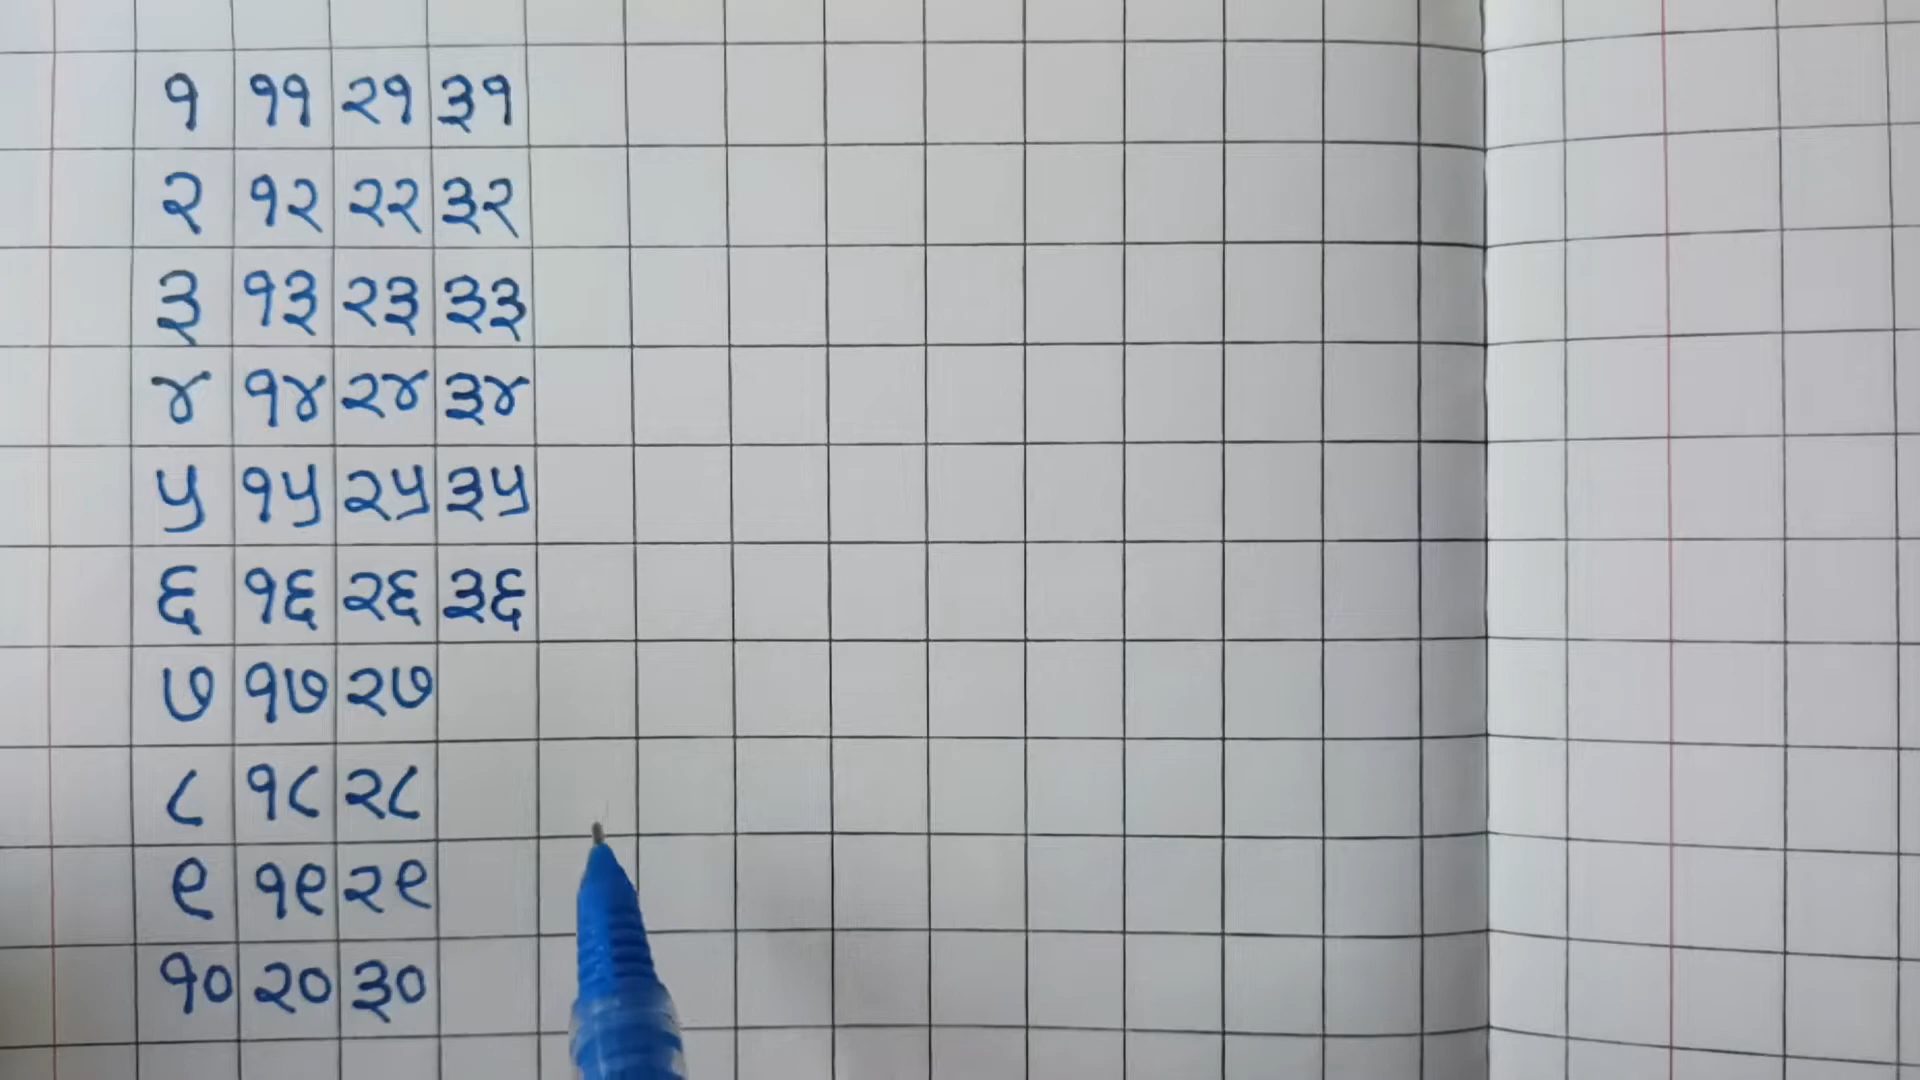 १ ११ २१ ३१
२ १२ २२ ३२
३ १३ २३ ३३
४ १४ २४ ३४
५ १५ २५ ३५
६ १६ २६ ३६
७ १७ २७
८ १८ २८
९ १९ २९
१० २० ३०